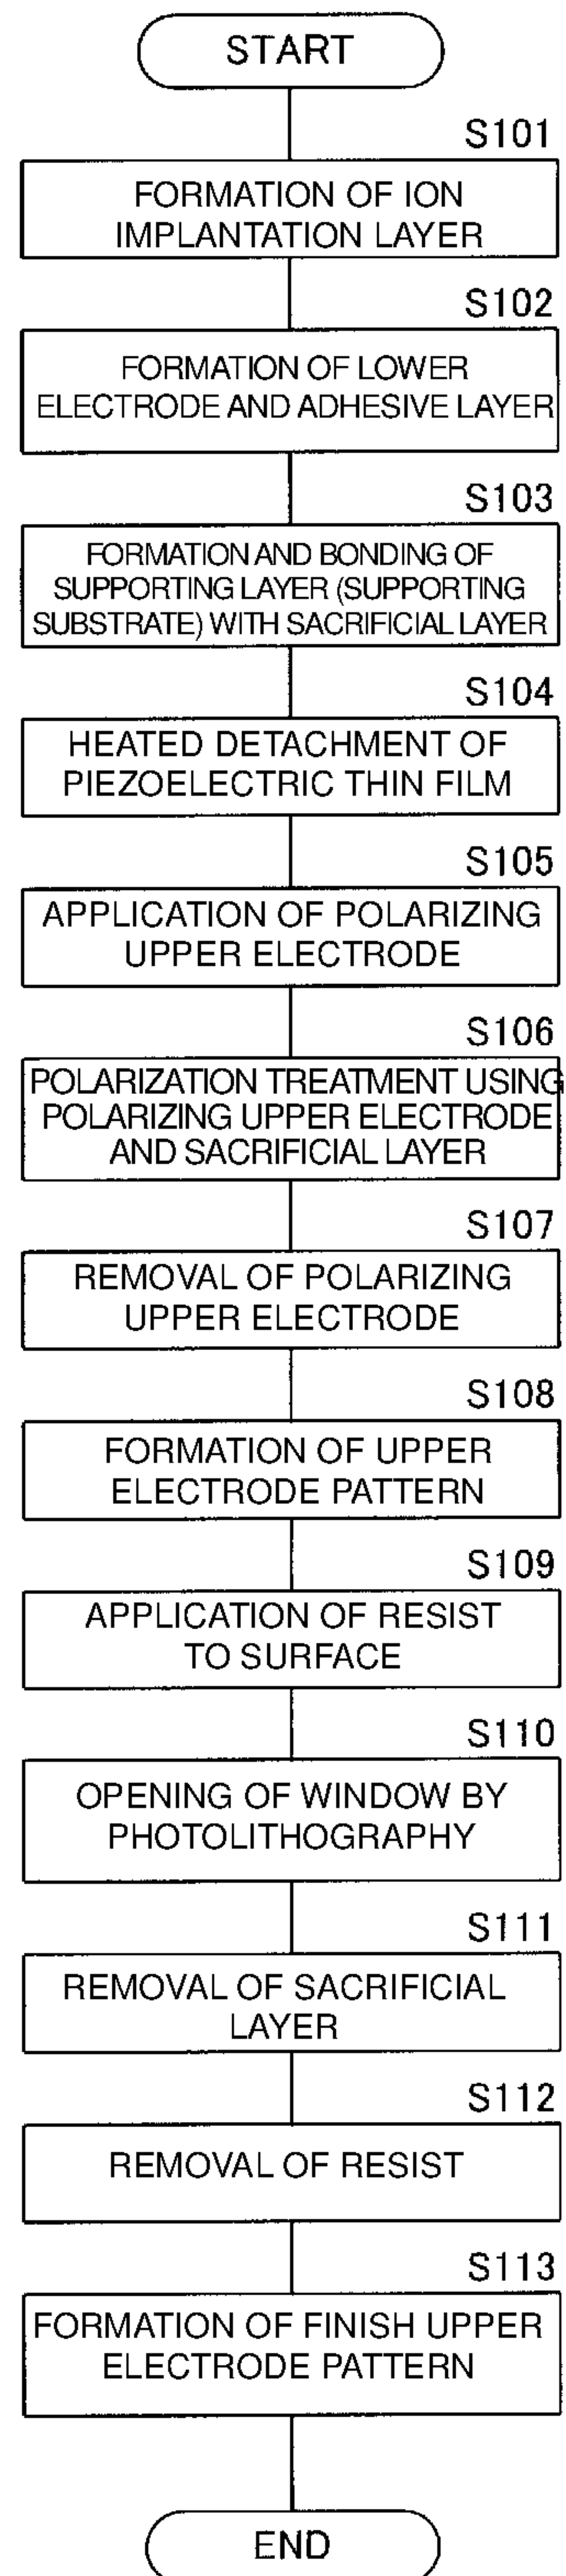 START
S101
FORMATION OF ION
IMPLANTATION LAYER
S102
FORMATION OF LOWER
ELECTRODE AND ADHESIVE LAYER
S103
FORMATION AND BONDING OF
SUPPORTING LAYER (SUPPORTING
SUBSTRATE) WITH SACRIFICIAL LAYER
S104
HEATED DETACHMENT OF
PIEZOELECTRIC THIN FILM
S105
APPLICATION OF POLARIZING
UPPER ELECTRODE
S106
POLARIZATION TREATMENT USING
POLARIZING UPPER ELECTRODE
AND SACRIFICIAL LAYER
S107
REMOVAL OF POLARIZING
UPPER ELECTRODE
S108
FORMATION OF UPPER
ELECTRODE PATTERN
S109
APPLICATION OF RESIST
TO SURFACE
S110
OPENING OF WINDOW BY
PHOTOLITHOGRAPHY
S111
REMOVAL OF SACRIFICIAL
LAYER
S112
REMOVAL OF RESIST
S113
FORMATION OF FINISH UPPER
ELECTRODE PATTERN
END